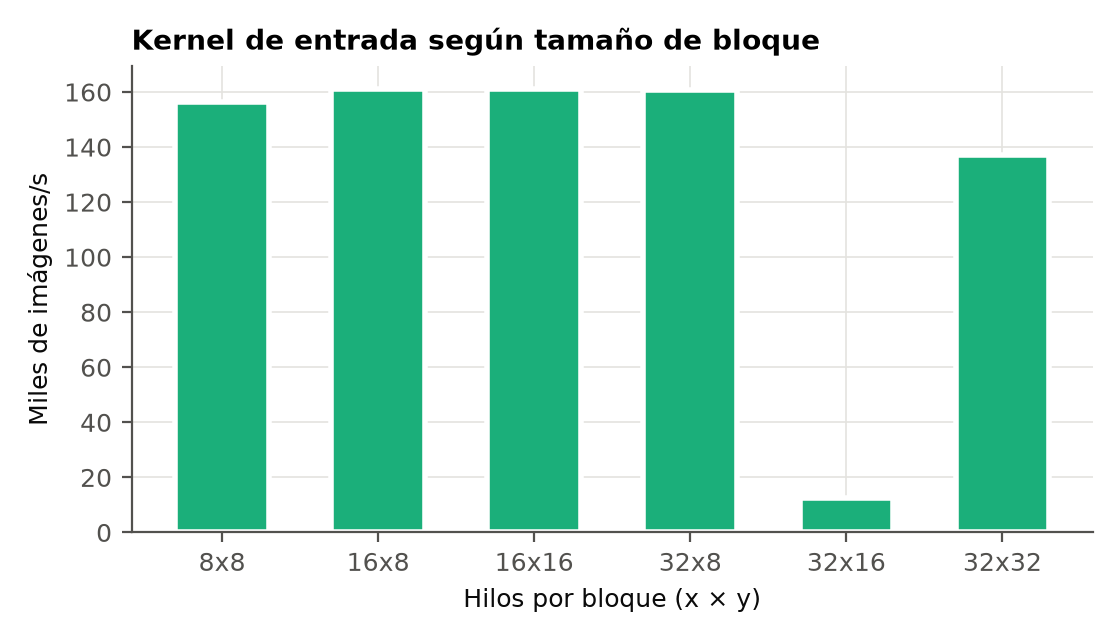 Kernel de entrada según tamaño de bloque
Miles de imágenes/s
160
140
120
100
80
60
40
20
0
8x8 16x8 16x16 32x8 32x16 32x32
Hilos por bloque (x × y)